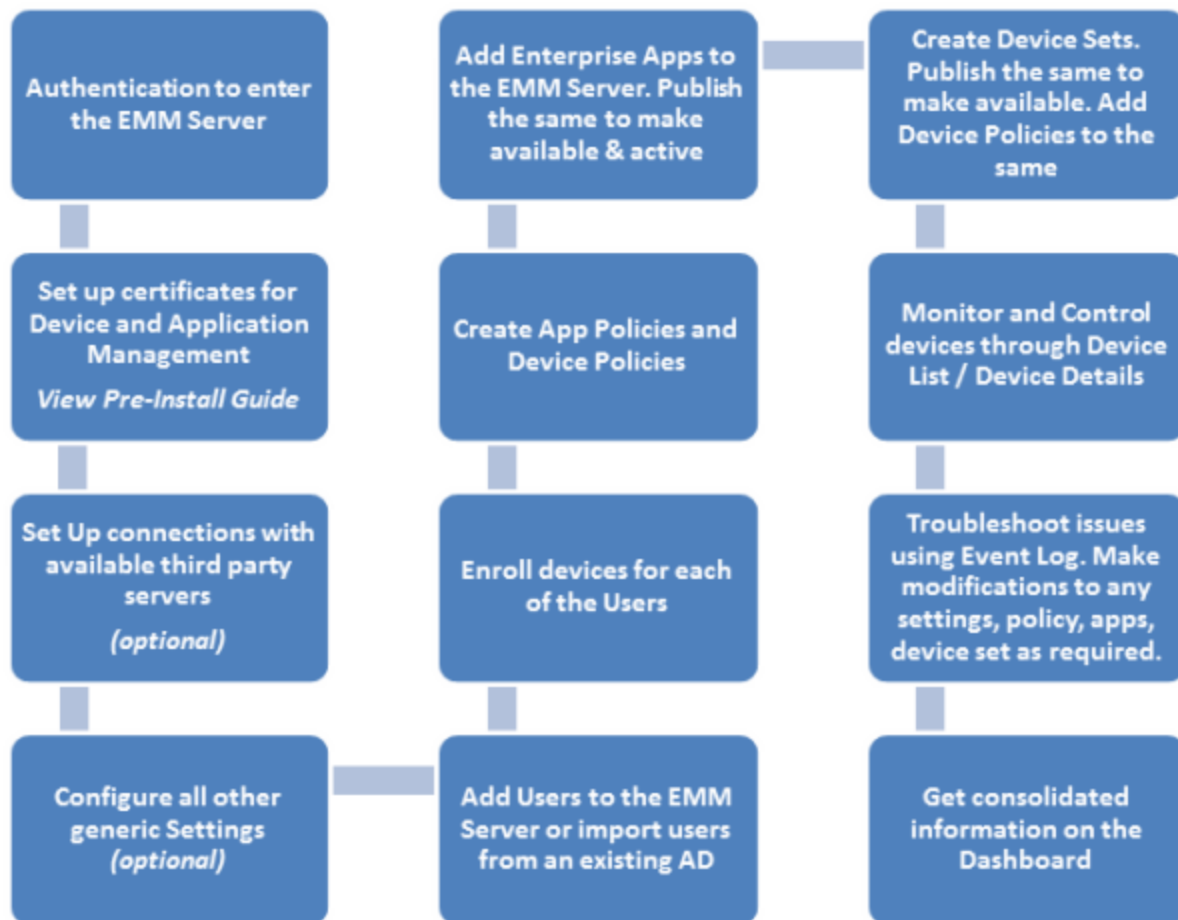 Authentication to enter
the EMM Server
Set up certificates for
Device and Application
Management
View Pre-Install Guide
Set Up connections with
available third party
servers
(optional)
Configure all other
generic Settings
(optional)
Add Users to the EMM
Server or import users
from an existing AD
Enroll devices for each
of the Users
Create App Policies and
Device Policies
Add Enterprise Apps to
the EMM Server. Publish
the same to make
available & active
Create Device Sets.
Publish the same to
make available. Add
Device Policies to the
same
Monitor and Control
devices through Device
List / Device Details
Troubleshoot issues
using Event Log. Make
modifications to any
settings, policy, apps,
device set as required.
Get consolidated
information on the
Dashboard